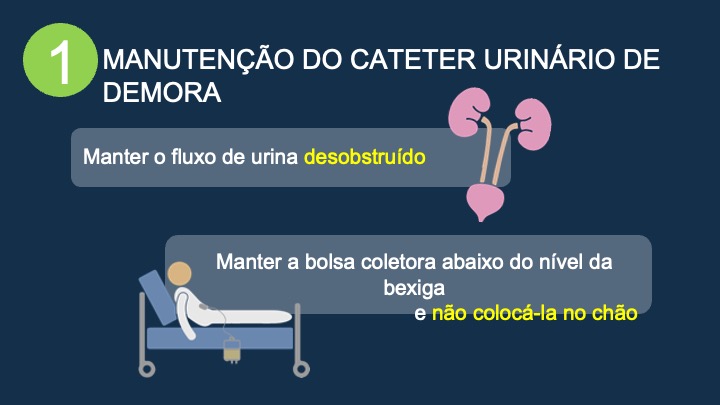 1
MANUTENÇÃO DO CATETER URINÁRIO DE
DEMORA
Manter o fluxo de urina desobstruído
Manter a bolsa coletora abaixo do nível da
bexiga
e não colocá-la no chão